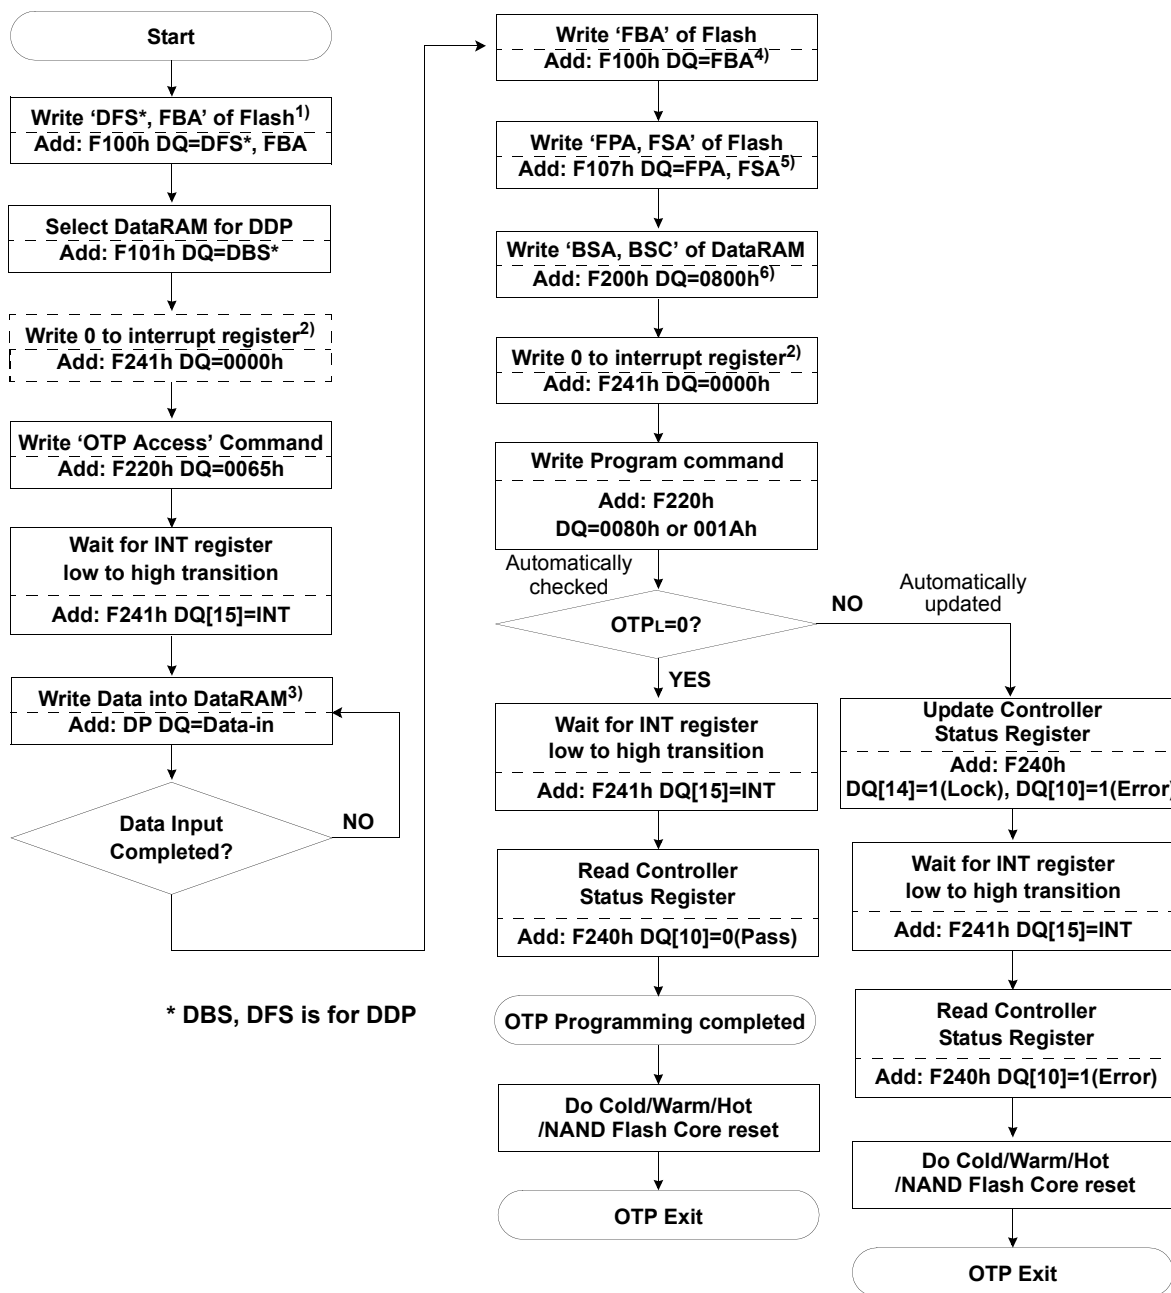 Start
Write ‘DFS*, FBA’ of Flash1)
Add: F100h DQ=DFS*, FBA
Select DataRAM for DDP
Add: F101h DQ=DBS*
Write 0 to interrupt register2)
Add: F241h DQ=0000h
Write ‘OTP Access’ Command
Add: F220h DQ=0065h
Wait for INT register
low to high transition
Add: F241h DQ[15]=INT
Write Data into DataRAM3)
Add: DP DQ=Data-in
Data Input
Completed?
NO
* DBS, DFS is for DDP
Write ‘FBA’ of Flash
Add: F100h DQ=FBA4)
Write ‘FPA, FSA’ of Flash
Add: F107h DQ=FPA, FSA5)
Write ‘BSA, BSC’ of DataRAM
Add: F200h DQ=0800h6)
Write 0 to interrupt register2)
Add: F241h DQ=0000h
Write Program command
Add: F220h
DQ=0080h or 001Ah
Automatically
checked
OTPL=0?
YES
Wait for INT register
low to high transition
Add: F241h DQ[15]=INT
Read Controller
Status Register
Add: F240h DQ[10]=0(Pass)
OTP Programming completed
Do Cold/Warm/Hot
/NAND Flash Core reset
OTP Exit
NO
Automatically
updated
Update Controller
Status Register
Add: F240h
DQ[14]=1(Lock), DQ[10]=1(Error)
Wait for INT register
low to high transition
Add: F241h DQ[15]=INT
Read Controller
Status Register
Add: F240h DQ[10]=1(Error)
Do Cold/Warm/Hot
/NAND Flash Core reset
OTP Exit